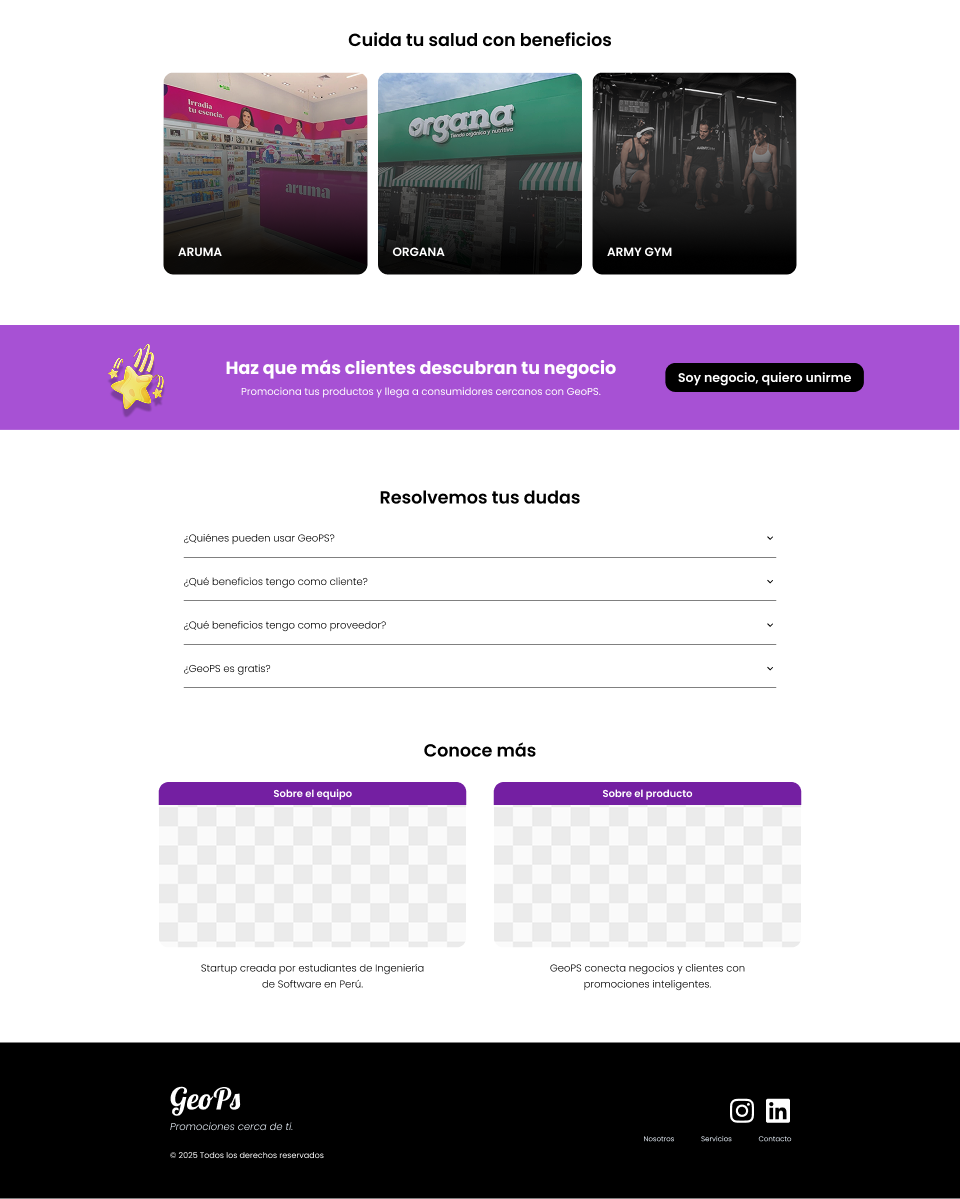 Cuida tu salud con beneficios
Irradia
tu esencia.
aruma
ARUMA
organa
Tienda orgánica y nutritiva
ORGANA
ARMY GYM
Haz que más clientes descubran tu negocio
Promociona tus productos y llega a consumidores cercanos con GeoPS.
Soy negocio, quiero unirme
Resolvemos tus dudas
¿Quiénes pueden usar GeoPS?
¿Qué beneficios tengo como cliente?
¿Qué beneficios tengo como proveedor?
¿GeoPS es gratis?
Conoce más
Sobre el equipo
Sobre el producto
Startup creada por estudiantes de Ingeniería
de Software en Perú.
GeoPS conecta negocios y clientes con
promociones inteligentes.
GeoPs
Promociones cerca de ti.
© 2025 Todos los derechos reservados
in
Nosotros Servicios Contacto